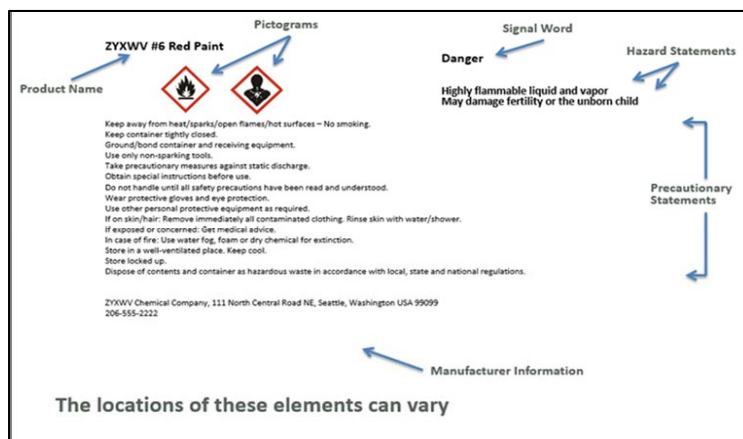 Pictograms
Signal Word
ZYXWV #6 Red Paint
Danger
Hazard Statements
Product Name
Highly flammable liquid and vapor
May damage fertility or the unborn child
Keep away from heat/sparks/open flames/hot surfaces – No smoking.
Keep container tightly closed.
Ground/bond container and receiving equipment.
Use only non-sparking tools.
Take precautionary measures against static discharge.
Obtain special instructions before use.
Do not handle until all safety precautions have been read and understood.
Wear protective gloves and eye protection.
Use other personal protective equipment as required.
If on skin/hair: Remove immediately all contaminated clothing. Rinse skin with water/shower.
If exposed or concerned: Get medical advice.
In case of fire: Use water fog, foam or dry chemical for extinction.
Store in a well-ventilated place. Keep cool.
Store locked up.
Dispose of contents and container as hazardous waste in accordance with local, state and national regulations.
Precautionary
Statements
ZYXWV Chemical Company, 111 North Central Road NE, Seattle, Washington USA 99099
206-555-2222
Manufacturer Information
The locations of these elements can vary